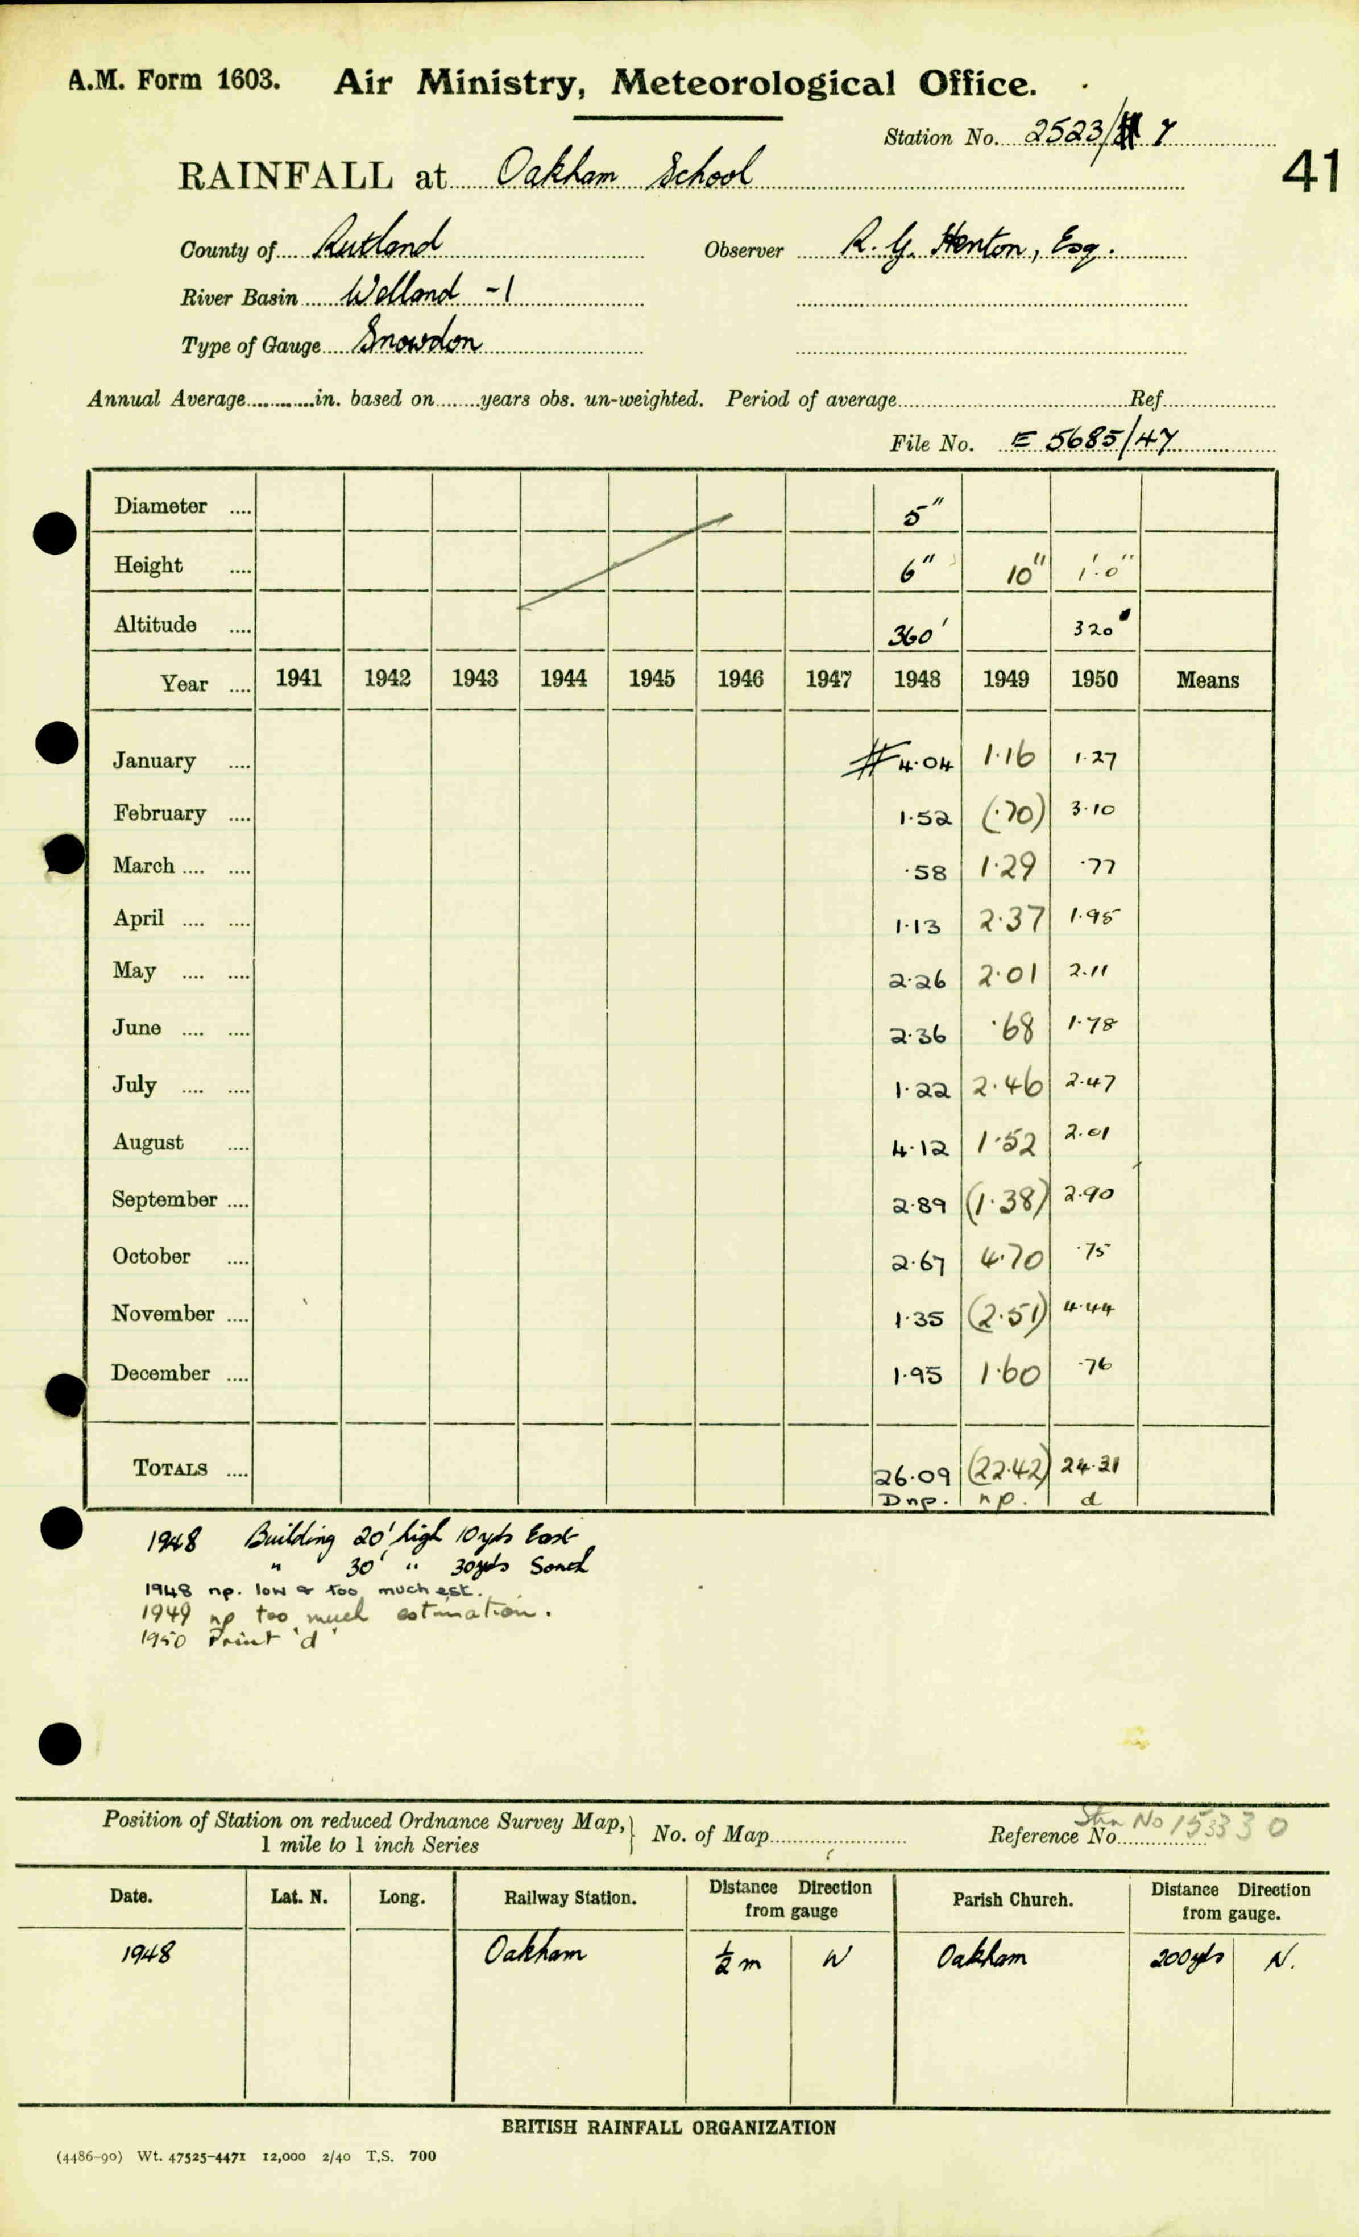 A.M. Form 1603. Air Ministry, Meteorological Office.
Station No. 2523/ 7
RAINFALL at Oakham School
41
County of Rutland Observer R. G. Henton, Esq.
River Basin Welland -1
Type of Gauge Snowdon
Annual Average............in. based on........years obs. un-weighted. Period of average.............Ref.............
File No. E 5685/47
Diameter .... 5"
Height .... 6" 10" 1'.0"
Altitude .... 360' 320'
Year .... 1941 1942 1943 1944 1945 1946 1947 1948 1949 1950 Means
January .... # 4.04 1.16 1.27
February .... 1.52 (.70) 3.10
March .... .... .58 1.29 .77
April .... .... 1.13 2.37 1.95
May .... .... 2.26 2.01 2.11
June .... .... 2.36 .68 1.78
July .... .... 1.22 2.46 2.47
August .... 4.12 1.52 2.01
September .... 2.89 (1.38) 2.90
October .... 2.67 4.70 .75
November .... 1.35 (2.51) 4.44
December .... 1.95 1.60 .76
TOTALS .... 26.09 (22.42) 24.31
Dnp. np. d
1948 Building 20' high 10yds East
" 30' " 30yds South
1948 np. low & too much est.
1949 np too much estimation.
1950 Print 'd'
Position of Station on reduced Ordnance Survey Map, 1 mile to 1 inch Series } No. of Map............ Reference No............
Stn No 153330
Date. Lat. N. Long. Railway Station. Distance Direction from gauge Parish Church. Distance Direction from gauge.
1948 Oakham ½ m W Oakham 200yds N.
BRITISH RAINFALL ORGANIZATION
(4486-90) Wt. 47525-4471 12,000 2/40 T.S. 700